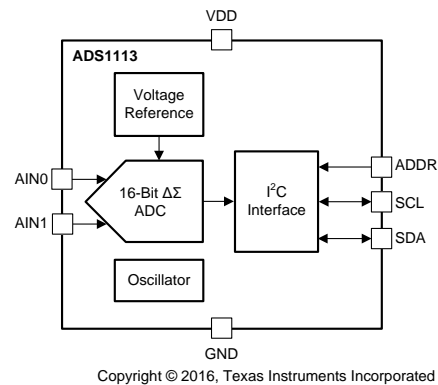 VDD
ADS1113
Voltage
Reference
AIN0
AIN1
16-Bit ΔΣ
ADC
I²C
Interface
ADDR
SCL
SDA
Oscillator
GND
Copyright © 2016, Texas Instruments Incorporated